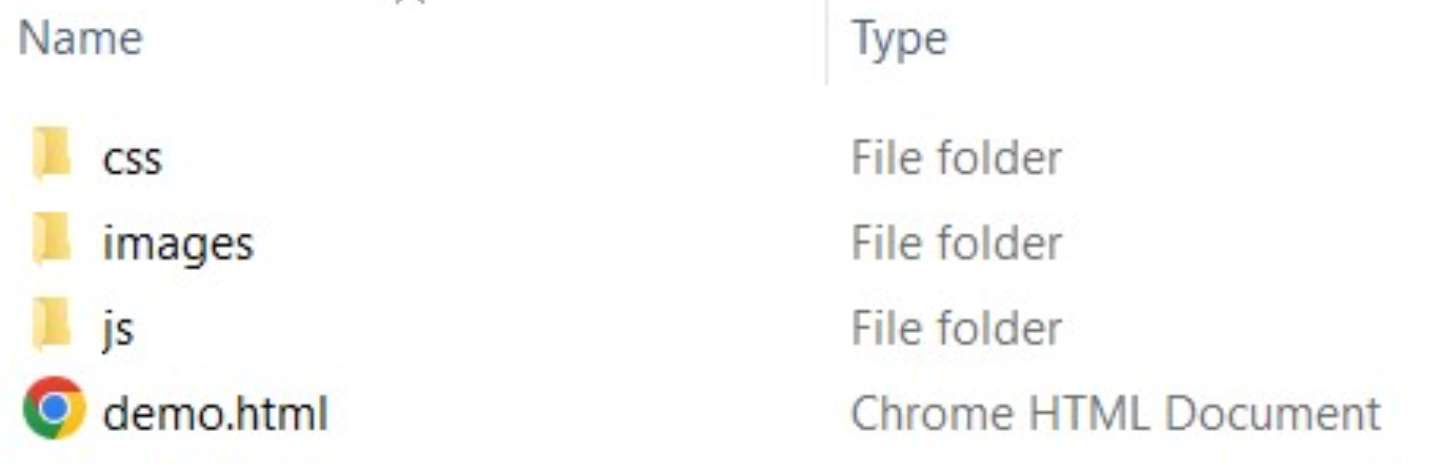 Name Type
css File folder
images File folder
js File folder
demo.html Chrome HTML Document